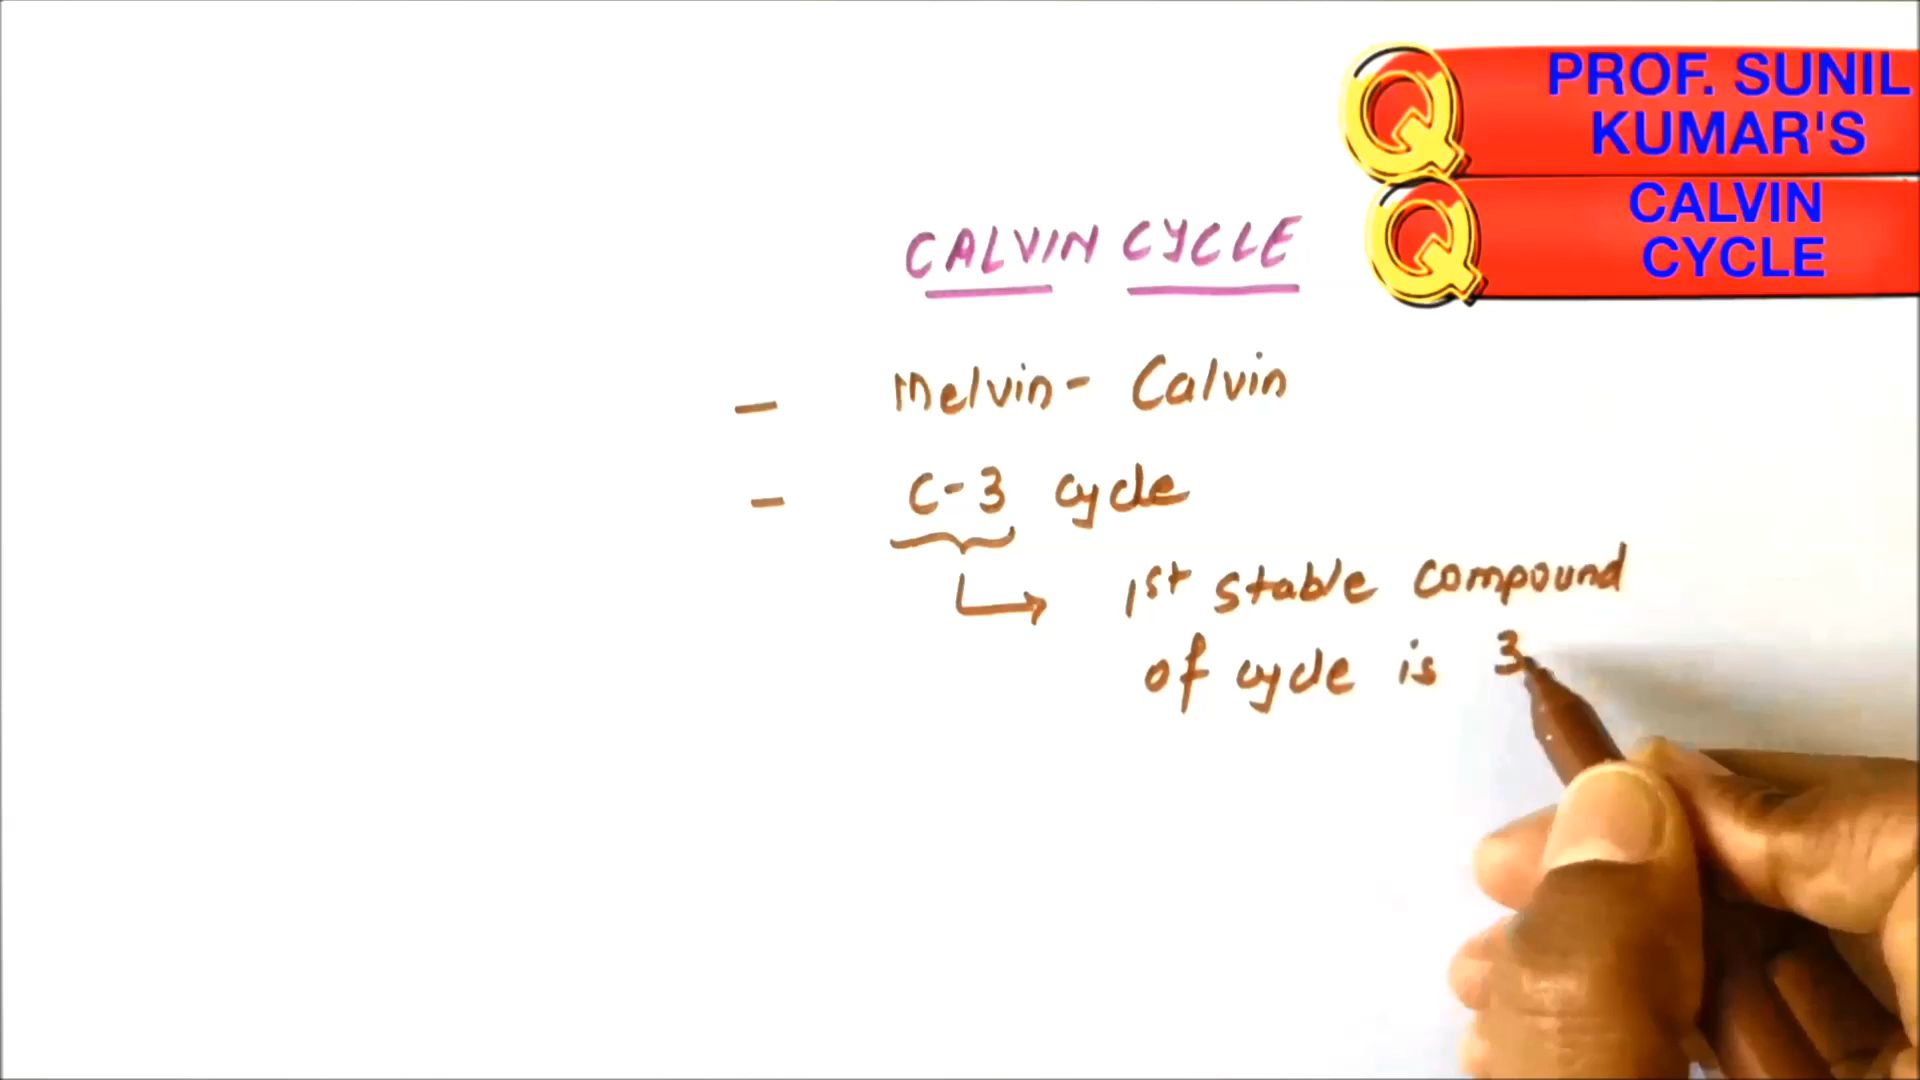 PROF. SUNIL
KUMAR'S
CALVIN
CYCLE
CALVIN CYCLE
- Melvin - Calvin
- C-3 cycle
1st stable compound
of cycle is 3